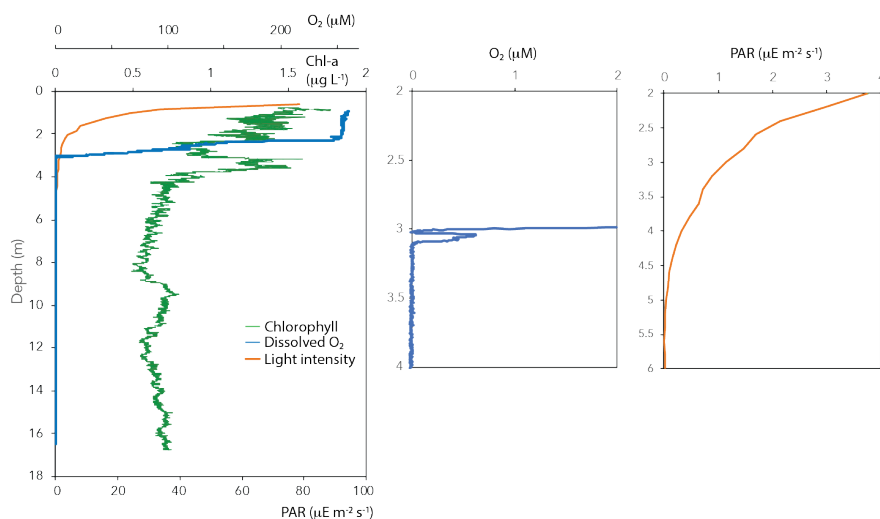 O₂ (μM)
0 100 200
Chl-a
(μg L⁻¹)
0 0.5 1 1.5 2
0
2
4
6
8
10
12
14
16
18
Depth (m)
Chlorophyll
Dissolved O₂
Light intensity
0 20 40 60 80 100
PAR (μE m⁻² s⁻¹)
O₂ (μM)
0 1 2
2
2.5
3
3.5
4
PAR (μE m⁻² s⁻¹)
0 1 2 3 4
2
2.5
3
3.5
4
4.5
5
5.5
6